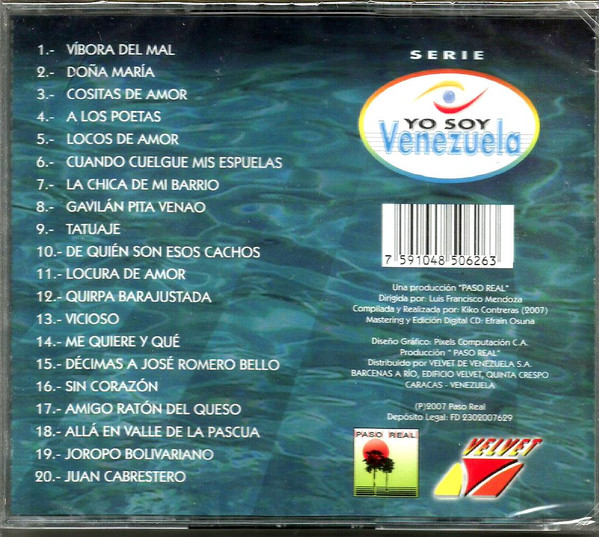 1.- VÍBORA DEL MAL
2.- DOÑA MARÍA
3.- COSITAS DE AMOR
4.- A LOS POETAS
5.- LOCOS DE AMOR
6.- CUANDO CUELGUE MIS ESPUELAS
7.- LA CHICA DE MI BARRIO
8.- GAVILÁN PITA VENAO
9.- TATUAJE
10.- DE QUIÉN SON ESOS CACHOS
11.- LOCURA DE AMOR
12.- QUIRPA BARAJUSTADA
13.- VICIOSO
14.- ME QUIERE Y QUÉ
15.- DÉCIMAS A JOSÉ ROMERO BELLO
16.- SIN CORAZÓN
17.- AMIGO RATÓN DEL QUESO
18.- ALLÁ EN VALLE DE LA PASCUA
19.- JOROPO BOLIVARIANO
20.- JUAN CABRESTERO
SERIE
YO SOY
Venezuela
7 591048 506263
Una producción "PASO REAL"
Dirigida por: Luis Francisco Mendoza
Compilada y Realizada por: Kiko Contreras (2007)
Mastering y Edición Digital CD: Efraín Osuna
Diseño Gráfico: Pixels Computación C.A.
Producción " PASO REAL"
Distribuido por VELVET DE VENEZUELA S.A.
BARCENAS A RÍO, EDIFICIO VELVET, QUINTA CRESPO
CARACAS - VENEZUELA.
(P)2007 Paso Real
Depósito Legal: FD 2302007629
PASO REAL
VELVET